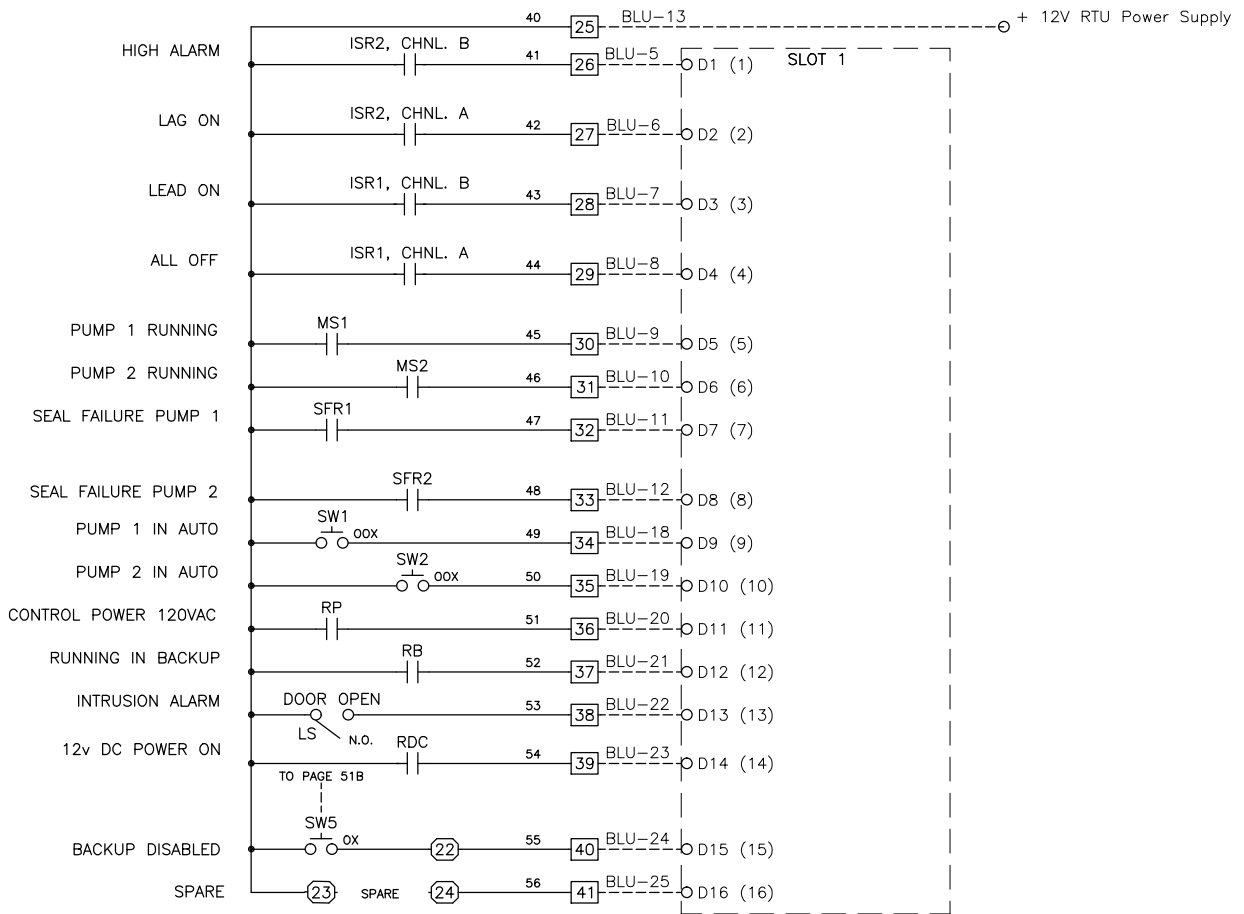 40 25 BLU-13 + 12V RTU Power Supply
HIGH ALARM ISR2, CHNL. B 41 26 BLU-5 D1 (1) SLOT 1
LAG ON ISR2, CHNL. A 42 27 BLU-6 D2 (2)
LEAD ON ISR1, CHNL. B 43 28 BLU-7 D3 (3)
ALL OFF ISR1, CHNL. A 44 29 BLU-8 D4 (4)
PUMP 1 RUNNING MS1 45 30 BLU-9 D5 (5)
PUMP 2 RUNNING MS2 46 31 BLU-10 D6 (6)
SEAL FAILURE PUMP 1 SFR1 47 32 BLU-11 D7 (7)
SEAL FAILURE PUMP 2 SFR2 48 33 BLU-12 D8 (8)
PUMP 1 IN AUTO SW1 OOX 49 34 BLU-18 D9 (9)
PUMP 2 IN AUTO SW2 OOX 50 35 BLU-19 D10 (10)
CONTROL POWER 120VAC RP 51 36 BLU-20 D11 (11)
RUNNING IN BACKUP RB 52 37 BLU-21 D12 (12)
INTRUSION ALARM DOOR OPEN 53 38 BLU-22 D13 (13)
LS N.O.
12v DC POWER ON RDC 54 39 BLU-23 D14 (14)
TO PAGE 51B
SW5
BACKUP DISABLED OX 22 55 40 BLU-24 D15 (15)
SPARE 23 SPARE 24 56 41 BLU-25 D16 (16)